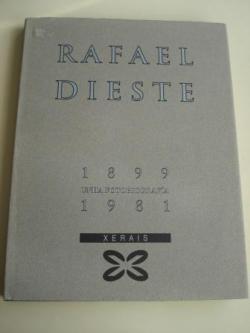 RAFAEL
DIESTE
1899
UNHA FOTOBIOGRAFÍA
1981
XERAIS